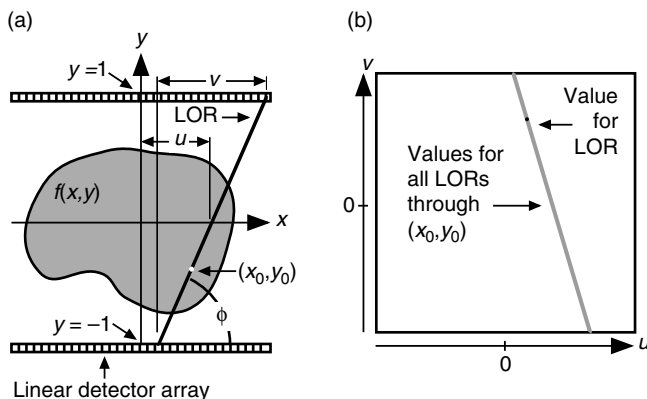 (a)
y
y =1
v
LOR
u
f(x,y)
x
(x0,y0)
ϕ
y = −1
Linear detector array
(b)
v
Value
for
LOR
Values for
all LORs
through
(x0,y0)
0
0
u